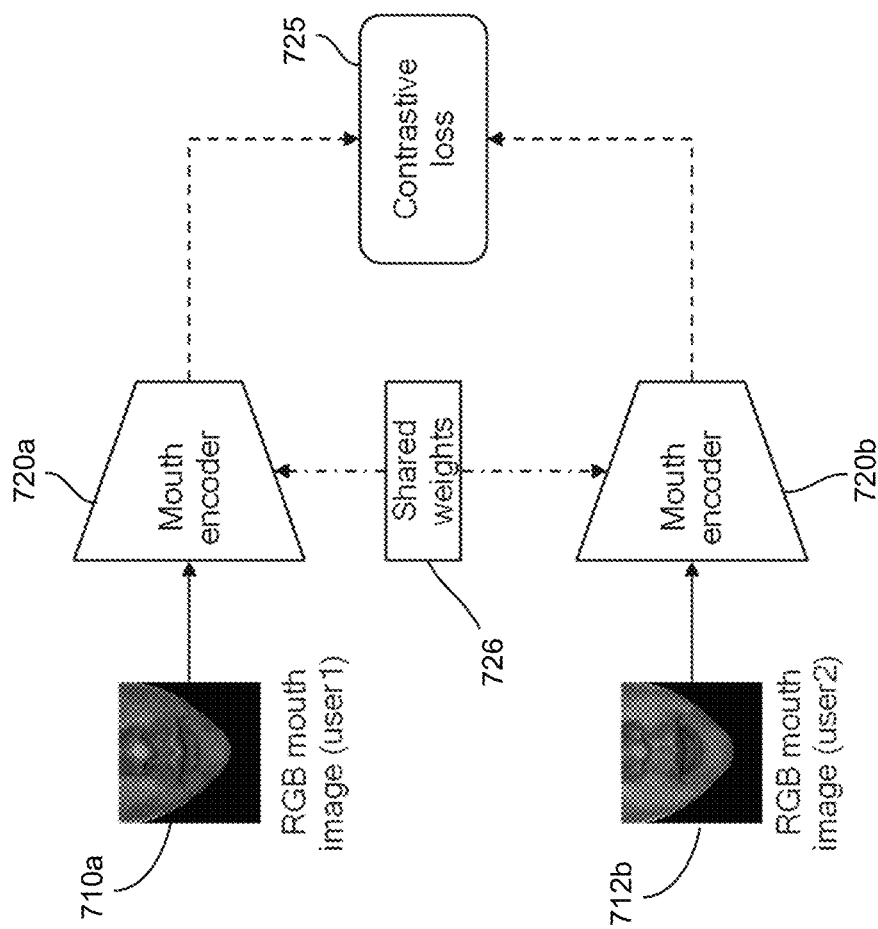 710a
RGB mouth
image (user1)
720a
Mouth
encoder
Shared
weights
726
725
Contrastive
loss
712b
RGB mouth
image (user2)
Mouth
encoder
720b